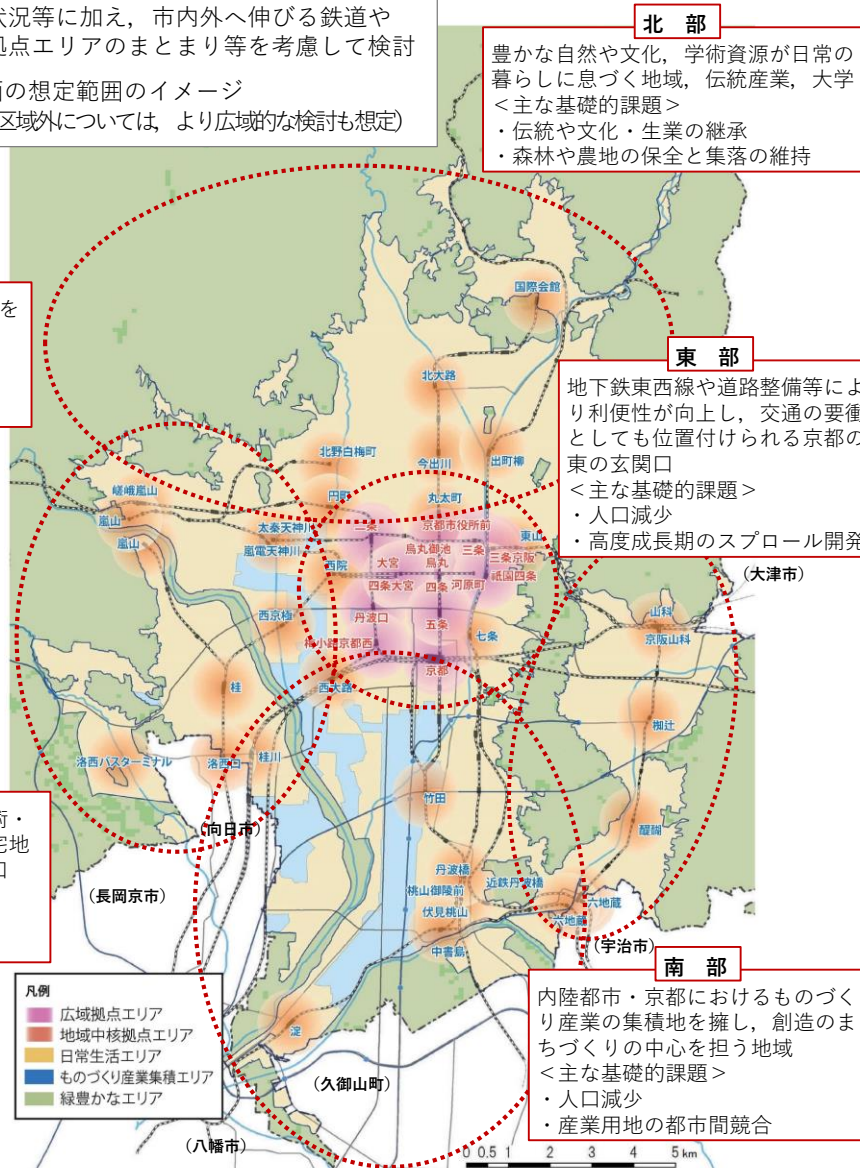 状況等に加え，市内外へ伸びる鉄道や
拠点エリアのまとまり等を考慮して検討
の想定範囲のイメージ
区域外については，より広域的な検討も想定)
北　部
豊かな自然や文化，学術資源が日常の
暮らしに息づく地域，伝統産業，大学
＜主な基礎的課題＞
・伝統や文化・生業の継承
・森林や農地の保全と集落の維持
を
国際会館
東　部
地下鉄東西線や道路整備等によ
り利便性が向上し，交通の要衝
としても位置付けられる京都の
東の玄関口
＜主な基礎的課題＞
・人口減少
・高度成長期のスプロール開発
北大路
北野白梅町
今出川
出町柳
嵯峨嵐山
円町
丸太町
嵐山
太秦天神川
二条
京都市役所前
東山
嵐山
嵐電天神川
烏丸御池
三条
三条京阪
西院
大宮
烏丸
祇園四条
四条大宮
四条
河原町
(大津市)
西京極
丹波口
五条
山科
梅小路京都西
七条
京阪山科
京都
桂
西大路
椥辻
洛西バスターミナル
洛西口
桂川
竹田
醍醐
(向日市)
術・
宅地
口
丹波橋
(長岡京市)
桃山御陵前
近鉄丹波橋
伏見桃山
六地蔵
六地蔵
中書島
(宇治市)
南　部
内陸都市・京都におけるものづく
り産業の集積地を擁し，創造のま
ちづくりの中心を担う地域
＜主な基礎的課題＞
・人口減少
・産業用地の都市間競合
凡例
広域拠点エリア
地域中核拠点エリア
日常生活エリア
ものづくり産業集積エリア
緑豊かなエリア
淀
(久御山町)
(八幡市)
0 0.5 1 2 3 4 5 km